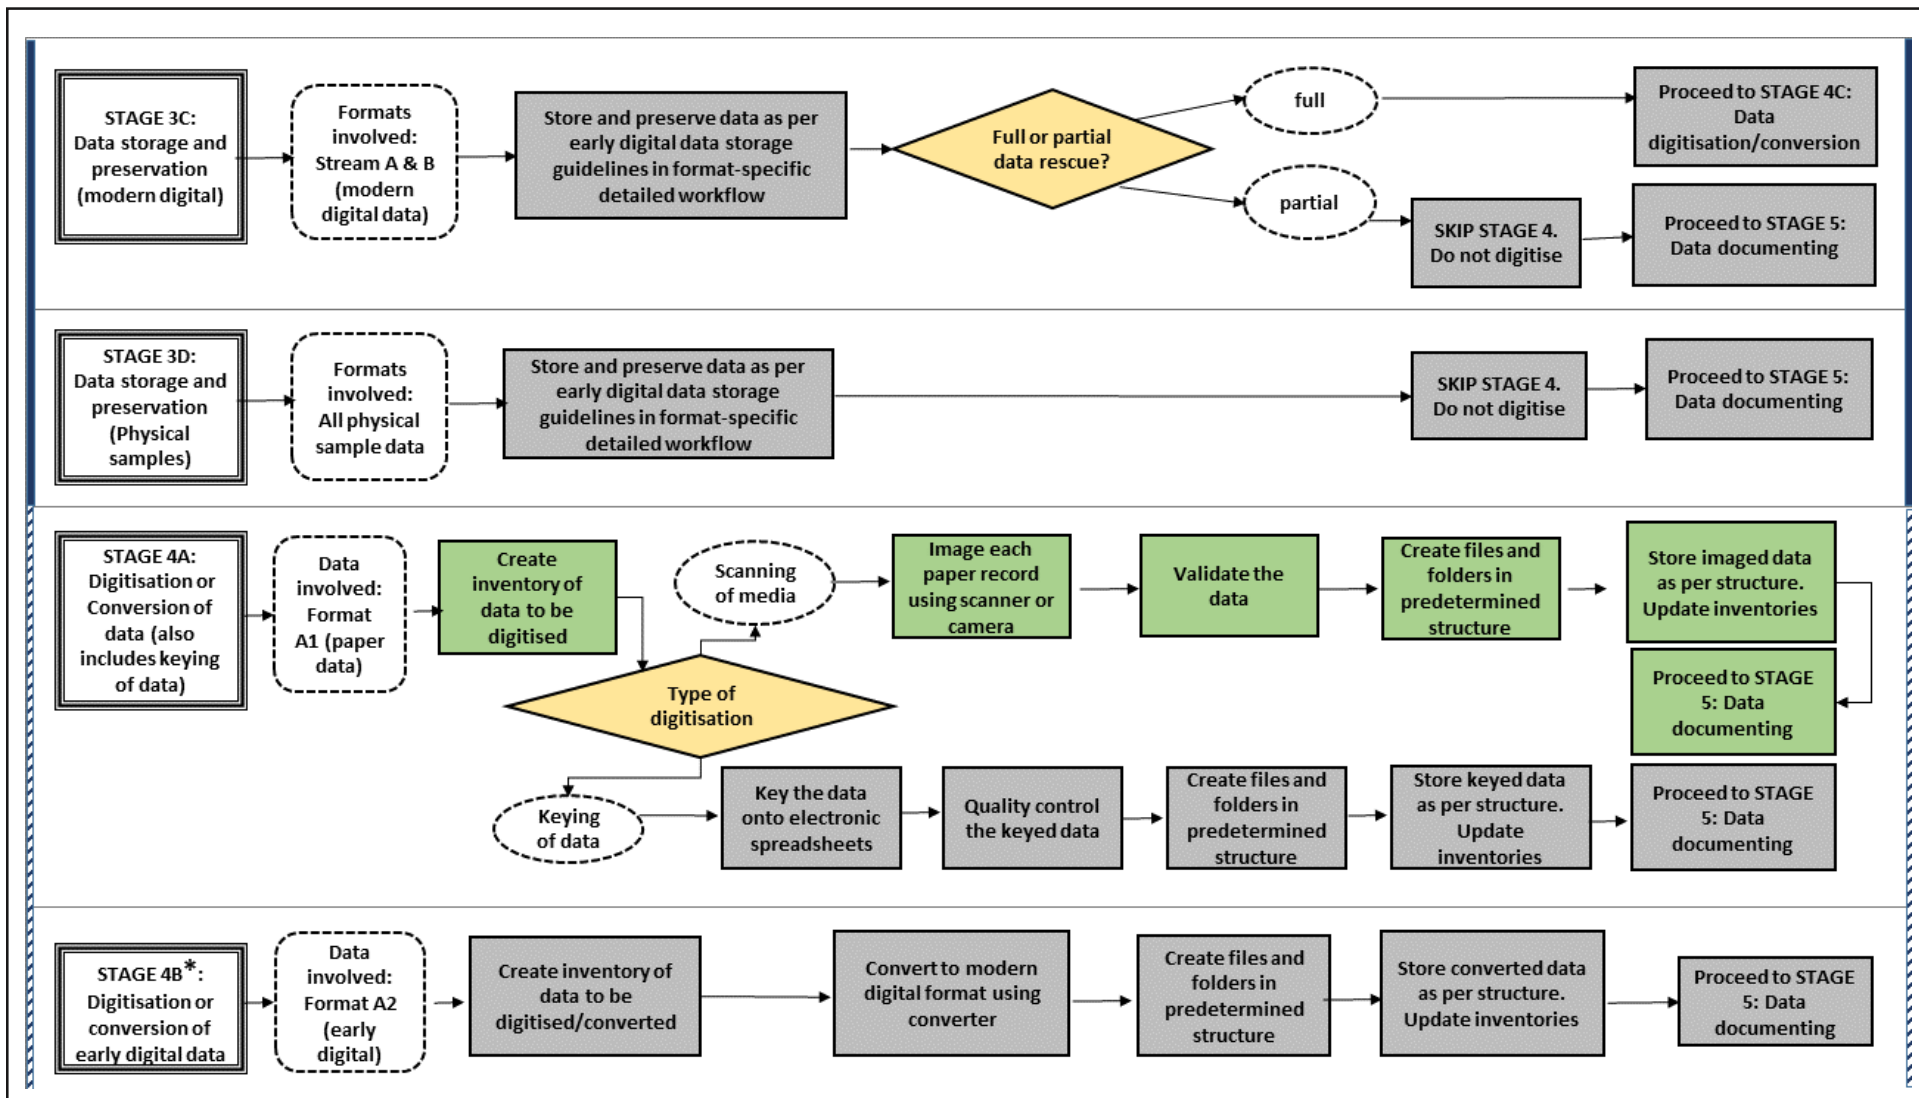 STAGE 3C:
Data storage and
preservation
(modern digital)
Formats
involved:
Stream A & B
(modern
digital data)
Store and preserve data as per
early digital data storage
guidelines in format-specific
detailed workflow
Full or partial
data rescue?
full
Proceed to STAGE 4C:
Data
digitisation/conversion
partial
SKIP STAGE 4.
Do not digitise
Proceed to STAGE 5:
Data documenting
STAGE 3D:
Data storage and
preservation
(Physical
samples)
Formats
involved:
All physical
sample data
Store and preserve data as per
early digital data storage
guidelines in format-specific
detailed workflow
SKIP STAGE 4.
Do not digitise
Proceed to STAGE 5:
Data documenting
STAGE 4A:
Digitisation or
Conversion of
data (also
includes keying
of data)
Data
involved:
Format
A1 (paper
data)
Create
inventory of
data to be
digitised
Type of
digitisation
Scanning
of media
Image each
paper record
using scanner or
camera
Validate the
data
Create files and
folders in
predetermined
structure
Store imaged data
as per structure.
Update inventories
Proceed to STAGE
5: Data
documenting
Keying
of data
Key the data
onto electronic
spreadsheets
Quality control
the keyed data
Create files and
folders in
predetermined
structure
Store keyed data
as per structure.
Update
inventories
Proceed to STAGE
5: Data
documenting
STAGE 4B*:
Digitisation or
conversion of
early digital data
Data
involved:
Format A2
(early
digital)
Create inventory of
data to be
digitised/converted
Convert to modern
digital format using
converter
Create files and
folders in
predetermined
structure
Store converted data
as per structure.
Update inventories
Proceed to STAGE
5: Data
documenting